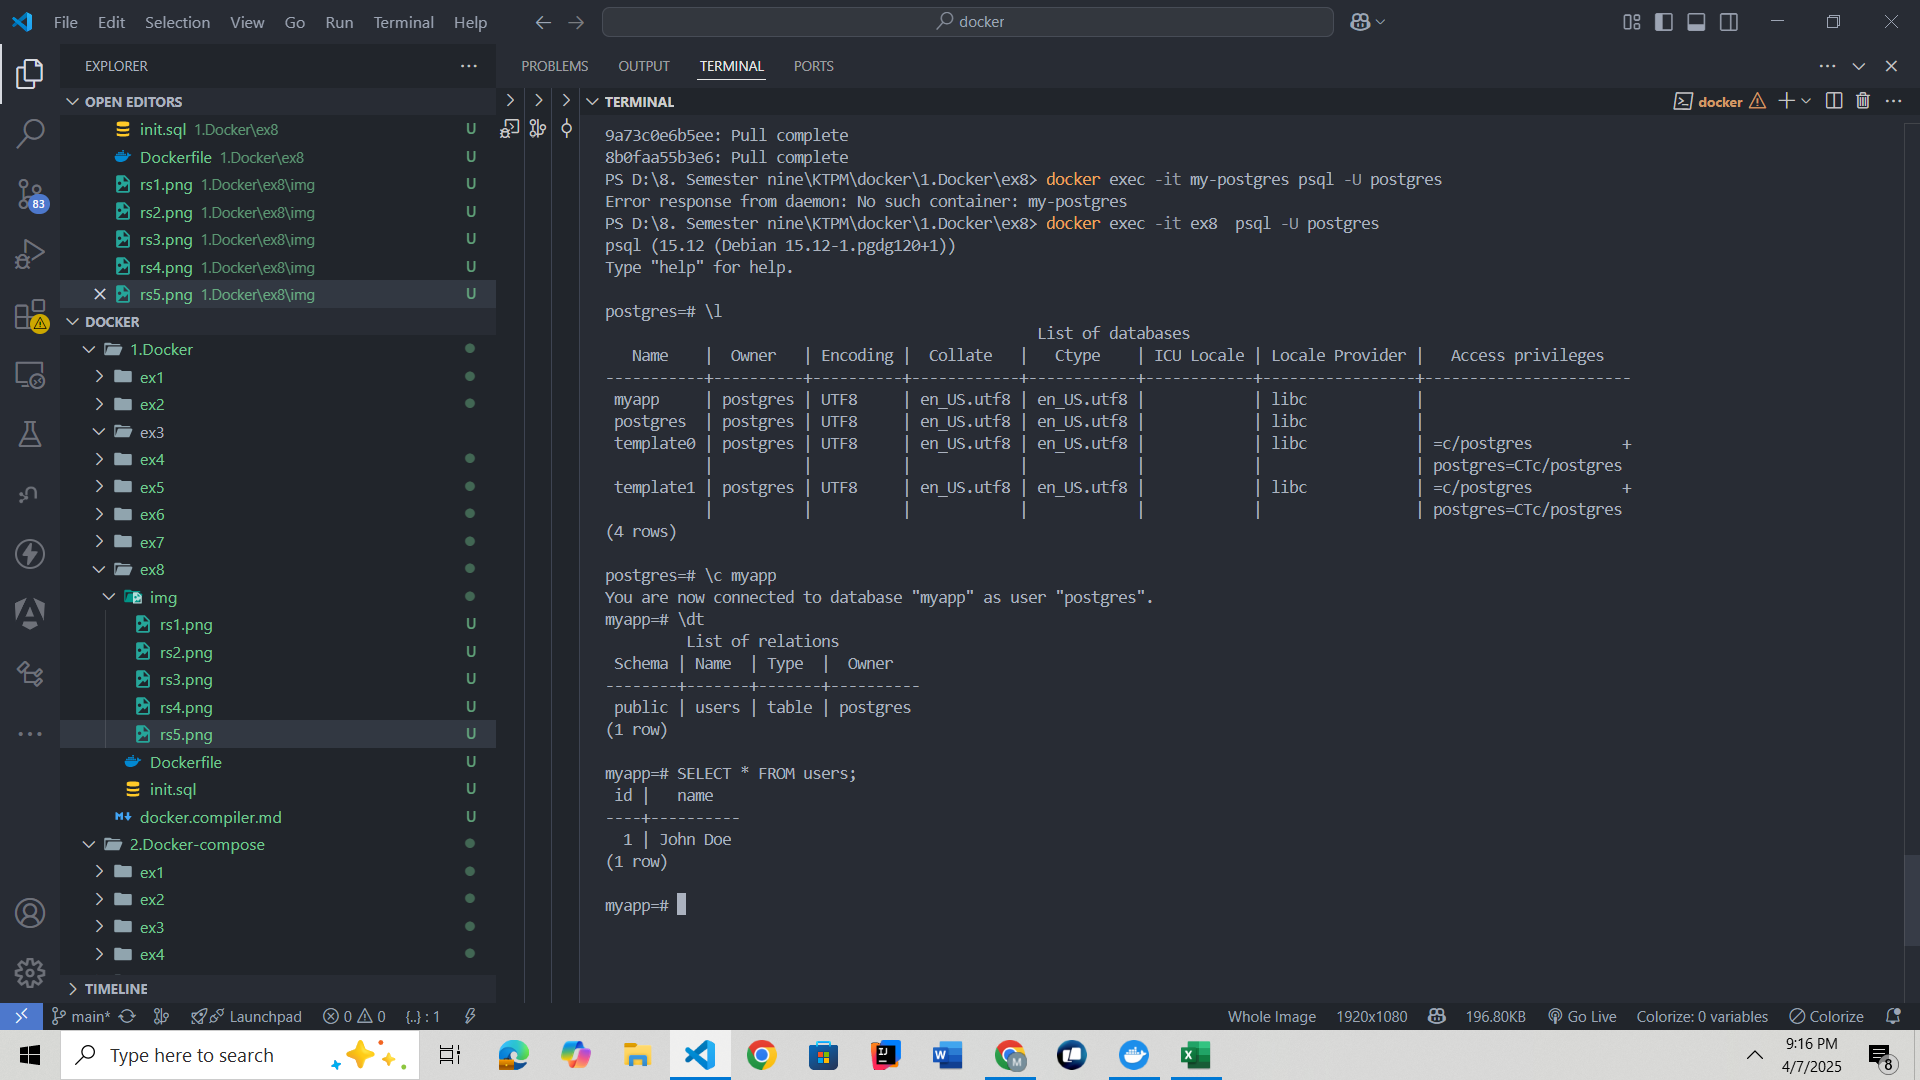 File Edit Selection View Go Run Terminal Help
docker
EXPLORER
OPEN EDITORS
init.sql 1.Docker\ex8 U
Dockerfile 1.Docker\ex8 U
rs1.png 1.Docker\ex8\img U
rs2.png 1.Docker\ex8\img U
rs3.png 1.Docker\ex8\img U
rs4.png 1.Docker\ex8\img U
rs5.png 1.Docker\ex8\img U
DOCKER
1.Docker
ex1
ex2
ex3
ex4
ex5
ex6
ex7
ex8
img
rs1.png U
rs2.png U
rs3.png U
rs4.png U
rs5.png U
Dockerfile U
init.sql U
docker.compiler.md U
2.Docker-compose
ex1
ex2
ex3
ex4
TIMELINE
83
PROBLEMS OUTPUT TERMINAL PORTS
TERMINAL
docker
9a73c0e6b5ee: Pull complete
8b0faa55b3e6: Pull complete
PS D:\8. Semester nine\KTPM\docker\1.Docker\ex8> docker exec -it my-postgres psql -U postgres
Error response from daemon: No such container: my-postgres
PS D:\8. Semester nine\KTPM\docker\1.Docker\ex8> docker exec -it ex8  psql -U postgres
psql (15.12 (Debian 15.12-1.pgdg120+1))
Type "help" for help.
postgres=# \l
List of databases
Name | Owner | Encoding | Collate | Ctype | ICU Locale | Locale Provider | Access privileges
-----------+----------+----------+------------+------------+------------+-----------------+-----------------------
myapp | postgres | UTF8 | en_US.utf8 | en_US.utf8 | | libc |
postgres | postgres | UTF8 | en_US.utf8 | en_US.utf8 | | libc |
template0 | postgres | UTF8 | en_US.utf8 | en_US.utf8 | | libc | =c/postgres +
| | | | | | | postgres=CTc/postgres
template1 | postgres | UTF8 | en_US.utf8 | en_US.utf8 | | libc | =c/postgres +
| | | | | | | postgres=CTc/postgres
(4 rows)
postgres=# \c myapp
You are now connected to database "myapp" as user "postgres".
myapp=# \dt
List of relations
Schema | Name | Type | Owner
--------+-------+-------+----------
public | users | table | postgres
(1 row)
myapp=# SELECT * FROM users;
id | name
----+----------
1 | John Doe
(1 row)
myapp=#
main* Launchpad 0 0 {..} : 1
Whole Image 1920x1080 196.80KB Go Live Colorize: 0 variables Colorize
Type here to search
9:16 PM
4/7/2025
8